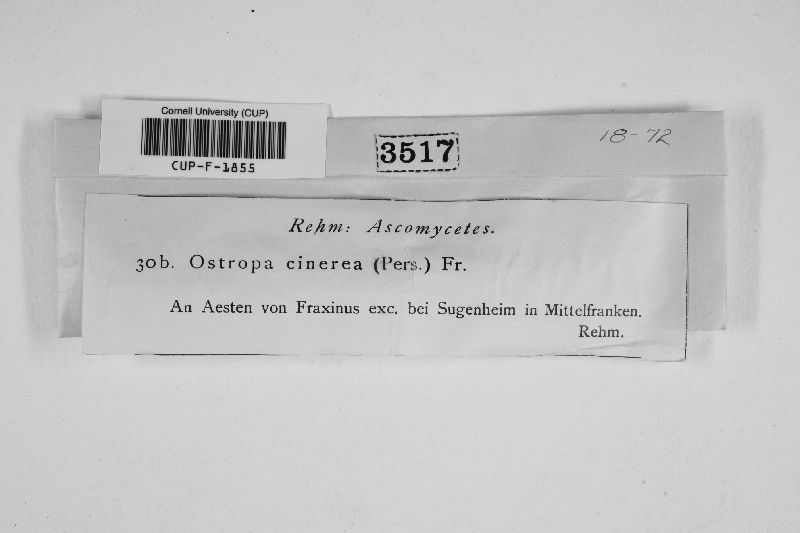 Cornell University (CUP)
CUP-F-1855
3517
18-72
Rehm: Ascomycetes.
30b. Ostropa cinerea (Pers.) Fr.
An Aesten von Fraxinus exc. bei Sugenheim in Mittelfranken.
Rehm.